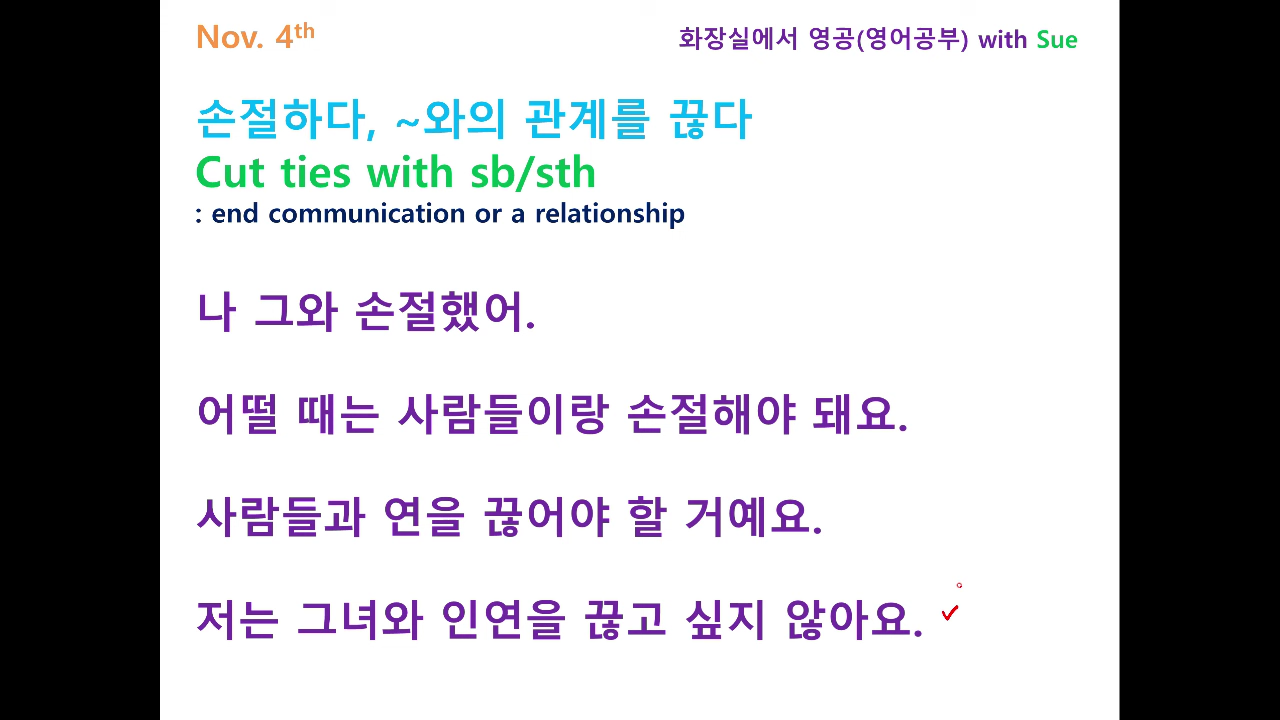 Nov. 4th
화장실에서 영공(영어공부) with Sue
손절하다, ~와의 관계를 끊다
Cut ties with sb/sth
: end communication or a relationship
나 그와 손절했어.
어떨 때는 사람들이랑 손절해야 돼요.
사람들과 연을 끊어야 할 거예요.
저는 그녀와 인연을 끊고 싶지 않아요.